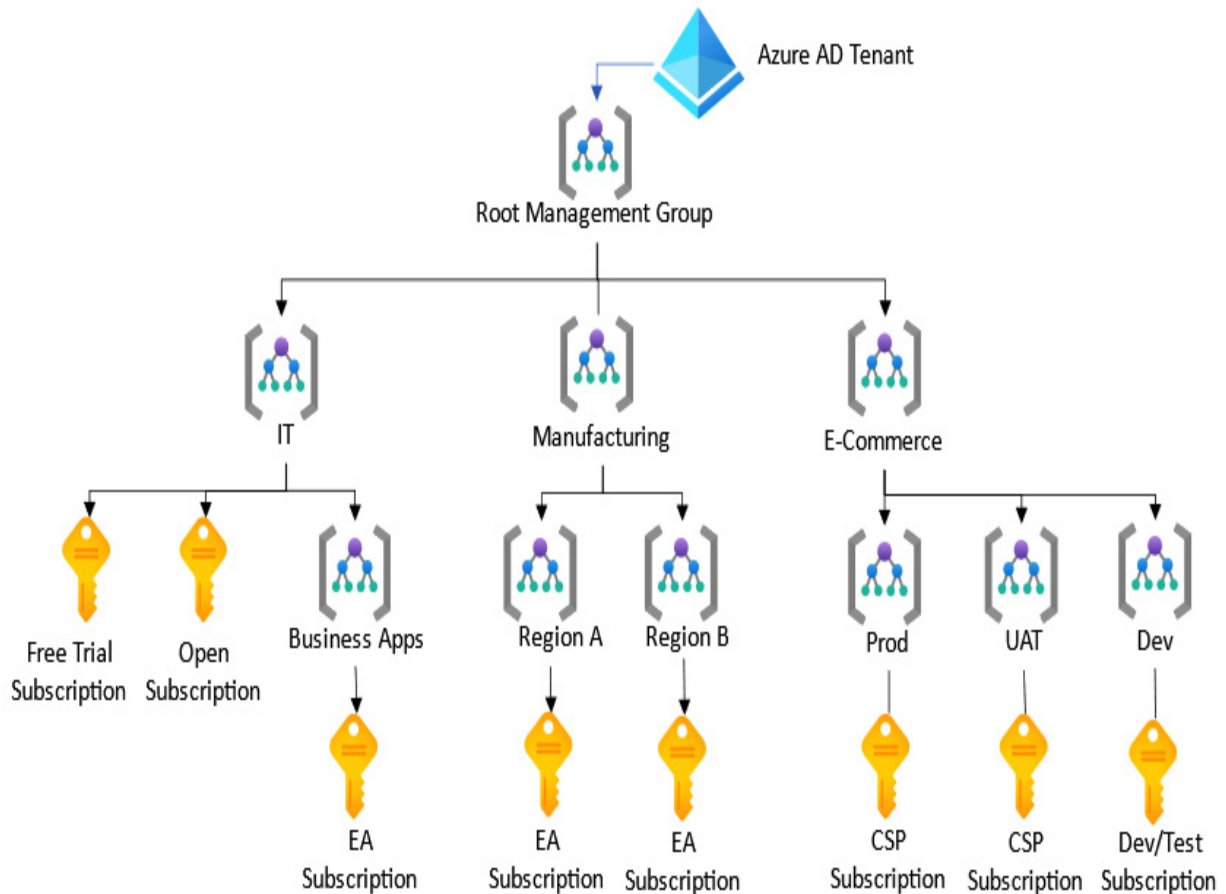 Azure AD Tenant
Root Management Group
IT
Manufacturing
E-Commerce
Free Trial
Subscription
Open
Subscription
Business Apps
Region A
Region B
Prod
UAT
Dev
EA
Subscription
EA
Subscription
EA
Subscription
CSP
Subscription
CSP
Subscription
Dev/Test
Subscription